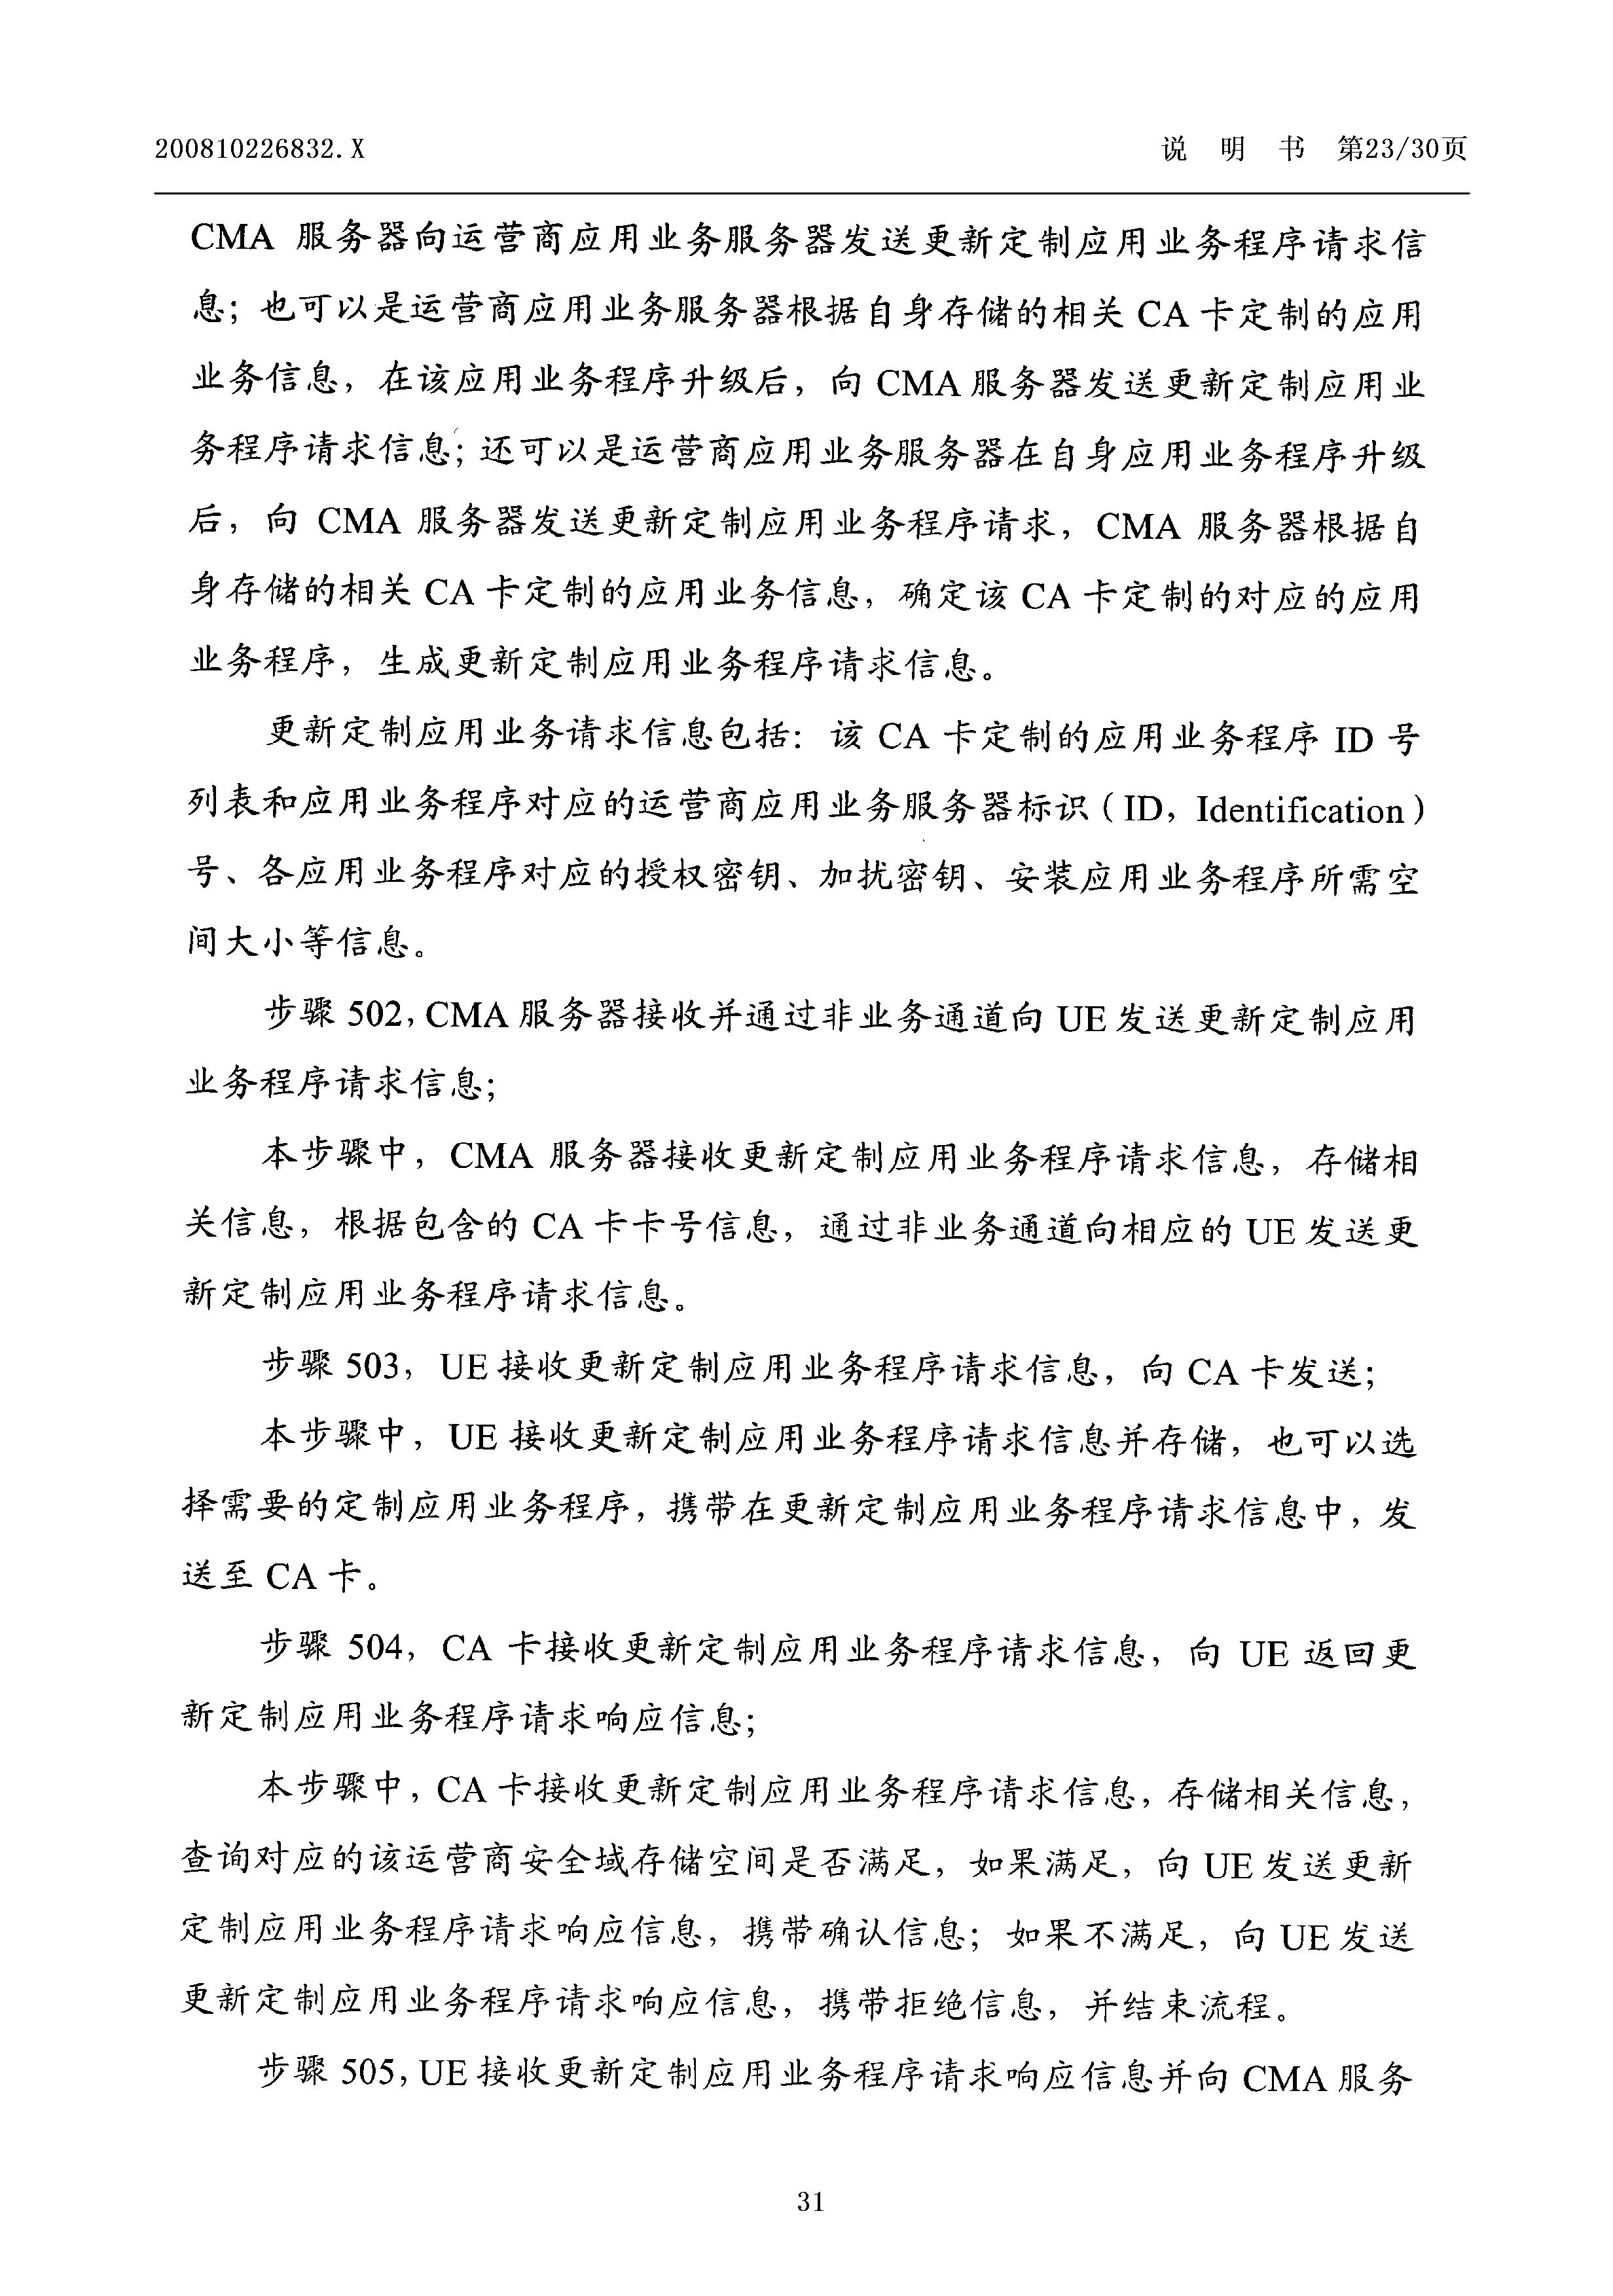 200810226832.X 说 明 书 第23/30页
CMA 服务器向运营商应用业务服务器发送更新定制应用业务程序请求信
息；也可以是运营商应用业务服务器根据自身存储的相关 CA 卡定制的应用
业务信息，在该应用业务程序升级后，向 CMA 服务器发送更新定制应用业
务程序请求信息；还可以是运营商应用业务服务器在自身应用业务程序升级
后，向 CMA 服务器发送更新定制应用业务程序请求，CMA 服务器根据自
身存储的相关 CA 卡定制的应用业务信息，确定该 CA 卡定制的对应的应用
业务程序，生成更新定制应用业务程序请求信息。
更新定制应用业务请求信息包括：该 CA 卡定制的应用业务程序 ID 号
列表和应用业务程序对应的运营商应用业务服务器标识（ID，Identification）
号、各应用业务程序对应的授权密钥、加扰密钥、安装应用业务程序所需空
间大小等信息。
步骤 502，CMA 服务器接收并通过非业务通道向 UE 发送更新定制应用
业务程序请求信息；
本步骤中，CMA 服务器接收更新定制应用业务程序请求信息，存储相
关信息，根据包含的 CA 卡卡号信息，通过非业务通道向相应的 UE 发送更
新定制应用业务程序请求信息。
步骤 503，UE 接收更新定制应用业务程序请求信息，向 CA 卡发送；
本步骤中，UE 接收更新定制应用业务程序请求信息并存储，也可以选
择需要的定制应用业务程序，携带在更新定制应用业务程序请求信息中，发
送至 CA 卡。
步骤 504，CA 卡接收更新定制应用业务程序请求信息，向 UE 返回更
新定制应用业务程序请求响应信息；
本步骤中，CA 卡接收更新定制应用业务程序请求信息，存储相关信息，
查询对应的该运营商安全域存储空间是否满足，如果满足，向 UE 发送更新
定制应用业务程序请求响应信息，携带确认信息；如果不满足，向 UE 发送
更新定制应用业务程序请求响应信息，携带拒绝信息，并结束流程。
步骤 505，UE 接收更新定制应用业务程序请求响应信息并向 CMA 服务
31